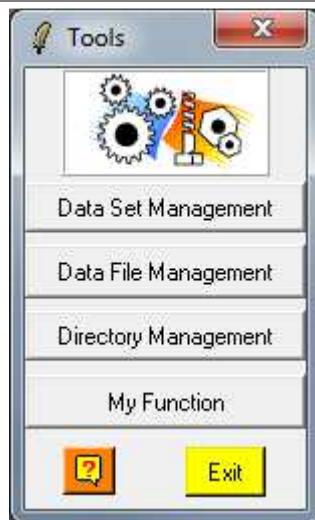 Tools
Data Set Management
Data File Management
Directory Management
My Function
? Exit